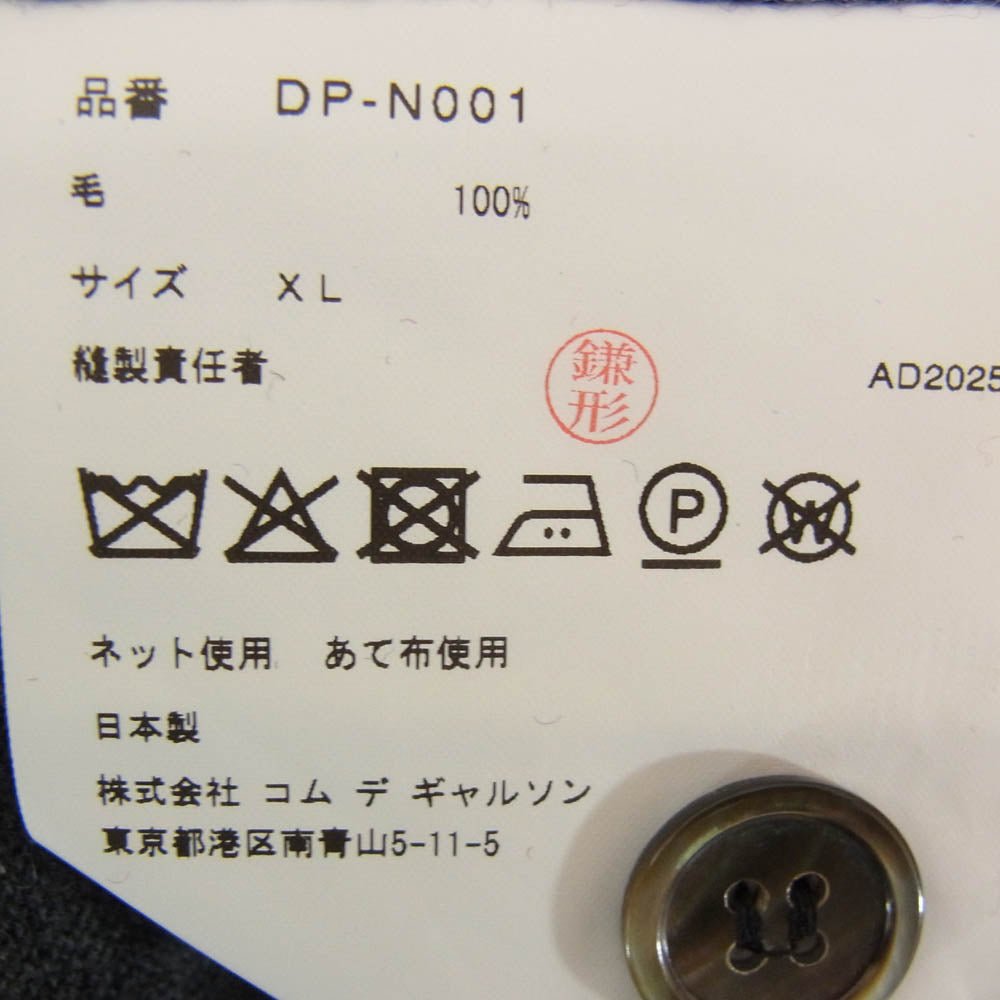 品番 DP-N001
毛 100%
サイズ XL
縫製責任者 鎌形 AD2025
P W
ネット使用 あて布使用
日本製
株式会社 コム デ ギャルソン
東京都港区南青山5-11-5